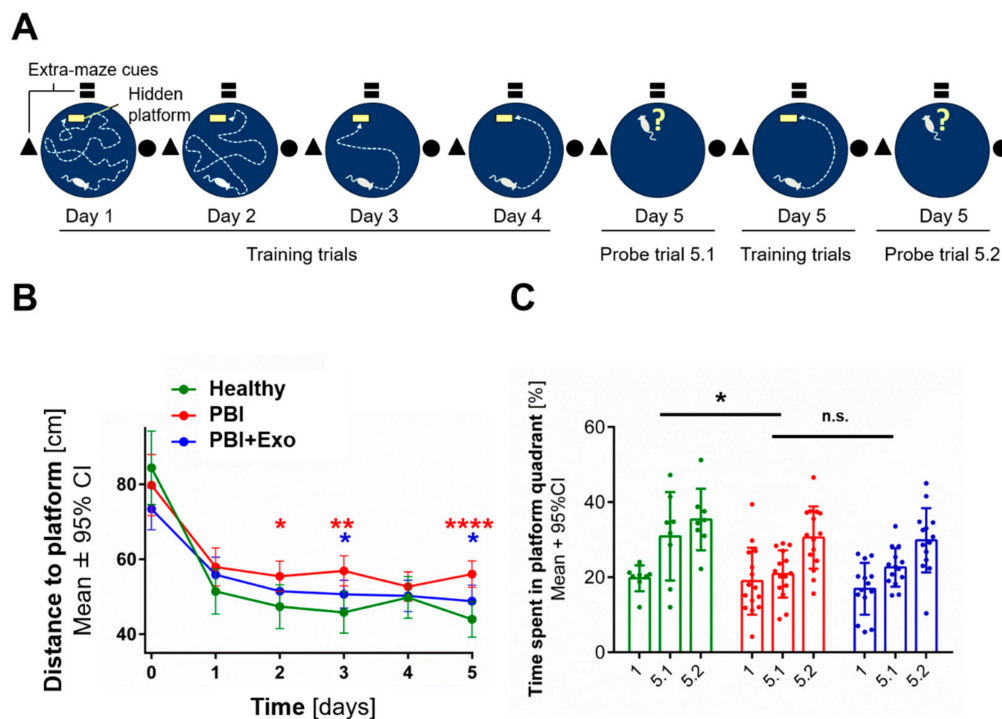 A
Extra-maze cues
Hidden
platform
? ?
Day 1 Day 2 Day 3 Day 4 Day 5 Day 5 Day 5
Training trials Probe trial 5.1 Training trials Probe trial 5.2
B
Healthy
PBI
PBI+Exo
Distance to platform [cm]
Mean ± 95% CI
80
60
40
* ** ****
* *
0 1 2 3 4 5
Time [days]
C
* n.s.
Time spent in platform quadrant [%]
Mean + 95%CI
60
40
20
0
1 5.1 5.2 1 5.1 5.2 1 5.1 5.2